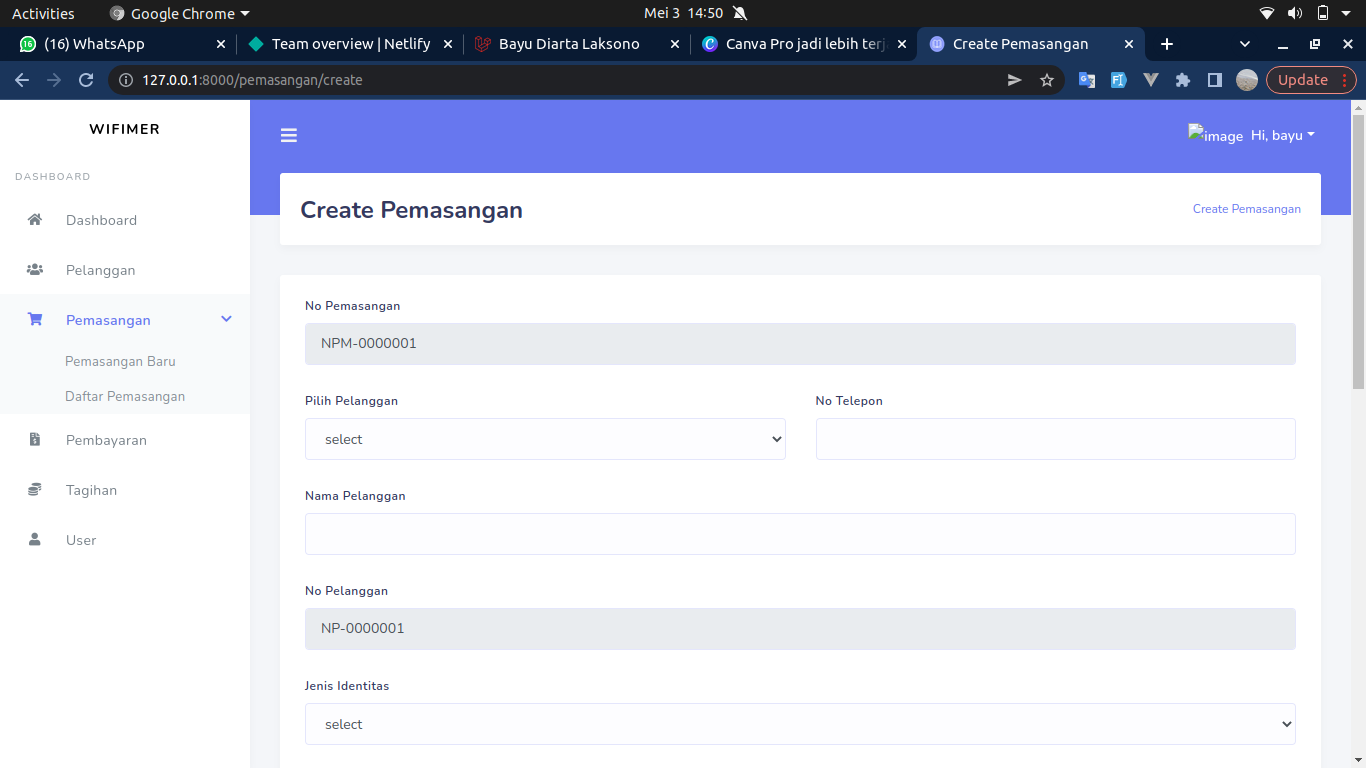 Activities Google Chrome Mei 3 14:50
(16) WhatsApp Team overview | Netlify Bayu Diarta Laksono Canva Pro jadi lebih terj Create Pemasangan
127.0.0.1:8000/pemasangan/create Update
WIFIMER
image Hi, bayu
DASHBOARD
Dashboard
Pelanggan
Pemasangan
Pemasangan Baru
Daftar Pemasangan
Pembayaran
Tagihan
User
Create Pemasangan Create Pemasangan
No Pemasangan
NPM-0000001
Pilih Pelanggan No Telepon
select
Nama Pelanggan
No Pelanggan
NP-0000001
Jenis Identitas
select